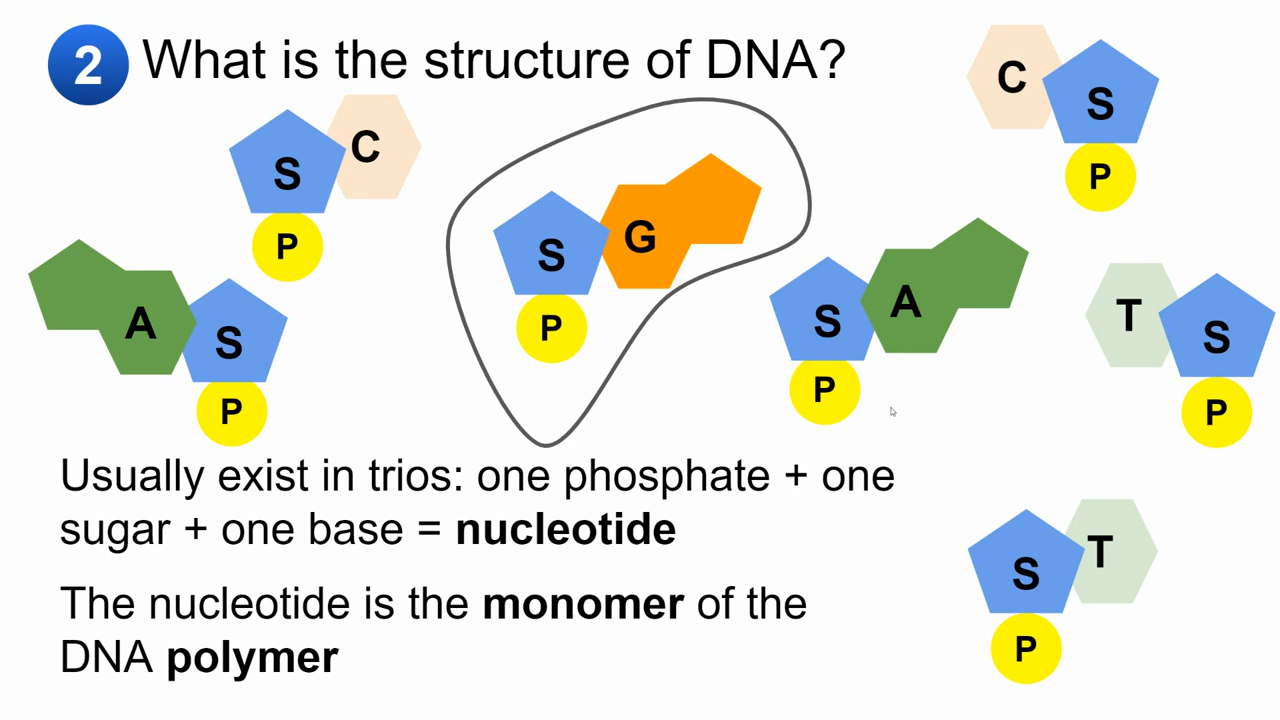 2 What is the structure of DNA?
C S P
S C P
S G P
A S P
S A P
T S P
Usually exist in trios: one phosphate + one
sugar + one base = nucleotide
S T P
The nucleotide is the monomer of the
DNA polymer